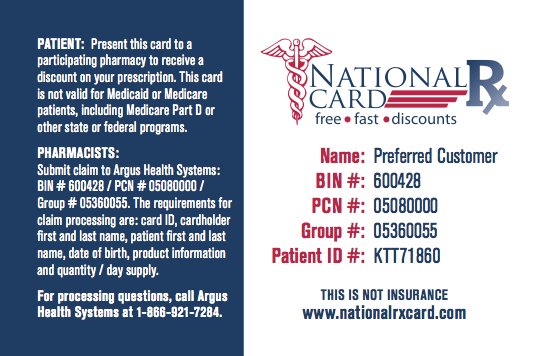 PATIENT: Present this card to a
participating pharmacy to receive a
discount on your prescription. This card
is not valid for Medicaid or Medicare
patients, including Medicare Part D or
other state or federal programs.
PHARMACISTS:
Submit claim to Argus Health Systems:
BIN # 600428 / PCN # 05080000 /
Group # 05360055. The requirements for
claim processing are: card ID, cardholder
first and last name, patient first and last
name, date of birth, product information
and quantity / day supply.
For processing questions, call Argus
Health Systems at 1-866-921-7284.
NATIONAL Rx
CARD
free • fast • discounts
Name: Preferred Customer
BIN #: 600428
PCN #: 05080000
Group #: 05360055
Patient ID #: KTT71860
THIS IS NOT INSURANCE
www.nationalrxcard.com